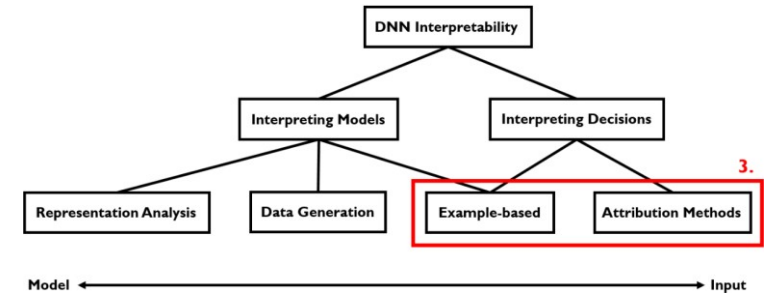 DNN Interpretability
Interpreting Models
Interpreting Decisions
3.
Representation Analysis
Data Generation
Example-based
Attribution Methods
Model
Input